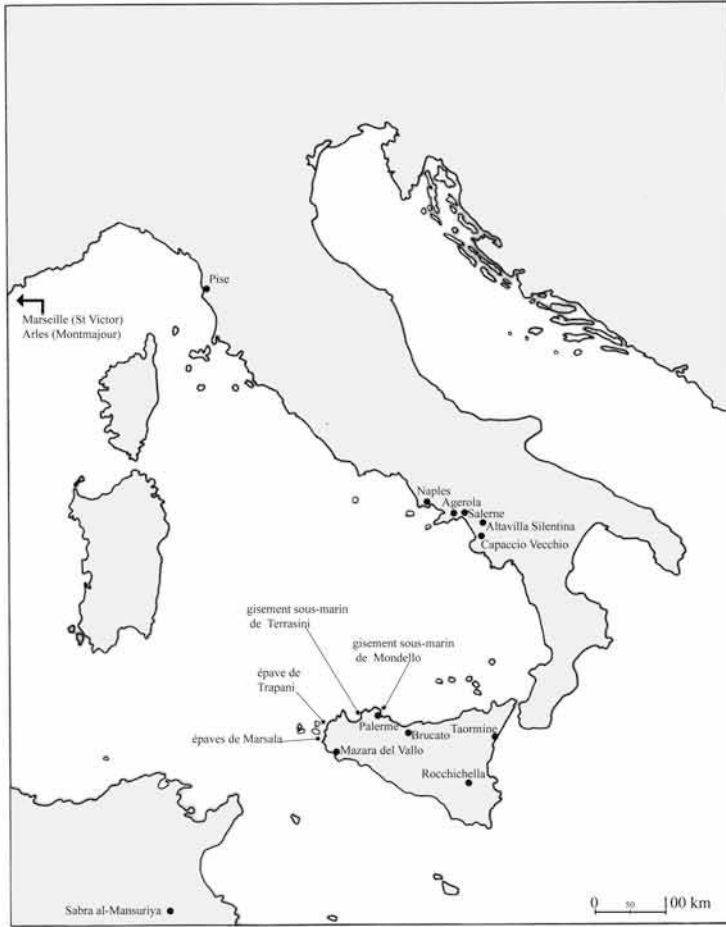 Pise
Marseille (St Victor)
Arles (Montmajour)
Naples
Agerola
Salerne
Altavilla Silentina
Capaccio Vecchio
gisement sous-marin
de Terrasini
gisement sous-marin
de Mondello
épave de
Trapani
épaves de Marsala
Palerme
Brucato
Taormine
Mazara del Vallo
Rocchichella
Sabra al-Mansuriya
0 50 100 km